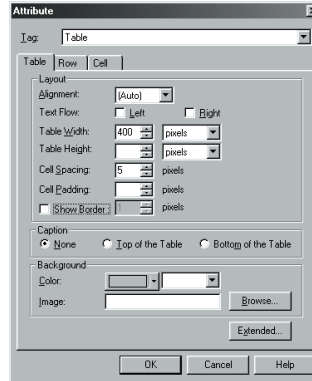 Attribute
Tag: Table
Table Row Cell
Layout
Alignment: (Auto)
Text Flow: Left Right
Table Width: 400 pixels
Table Height: pixels
Cell Spacing: 5 pixels
Cell Padding: pixels
Show Border: 1 pixels
Caption
None Top of the Table Bottom of the Table
Background
Color:
Image: Browse...
Extended...
OK Cancel Help